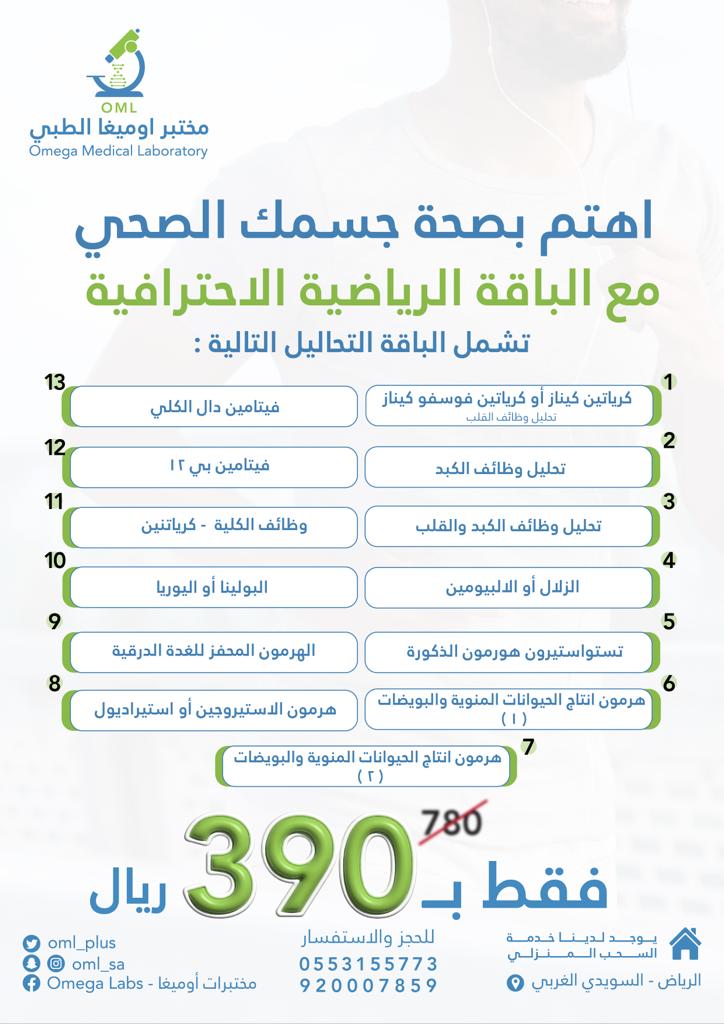 OML
مختبر اوميغا الطبي
Omega Medical Laboratory
اهتم بصحة جسمك الصحي
مع الباقة الرياضية الاحترافية
تشمل الباقة التحاليل التالية :
1
كرياتين كيناز أو كرياتين فوسفو كيناز
تحليل وظائف القلب
2
تحليل وظائف الكبد
3
تحليل وظائف الكبد والقلب
4
الزلال أو الالبيومين
5
تستواستيرون هورمون الذكورة
6
هرمون انتاج الحيوانات المنوية والبويضات
( ١ )
7
هرمون انتاج الحيوانات المنوية والبويضات
( ٢ )
8
هرمون الاستيروجين أو استيراديول
9
الهرمون المحفز للغدة الدرقية
10
البولينا أو اليوريا
11
وظائف الكلية - كرياتنين
12
فيتامين بي ١٢
13
فيتامين دال الكلي
780
فقط بـ 390 ريال
يوجد لدينا خدمة
السحب المنزلي
الرياض - السويدي الغربي
للحجز والاستفسار
0553155773
920007859
oml_plus
oml_sa
مختبرات أوميغا - Omega Labs